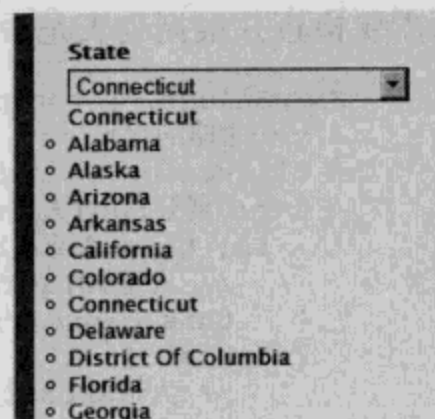 State
Connecticut
Connecticut
Alabama
Alaska
Arizona
Arkansas
California
Colorado
Connecticut
Delaware
District Of Columbia
Florida
Georgia